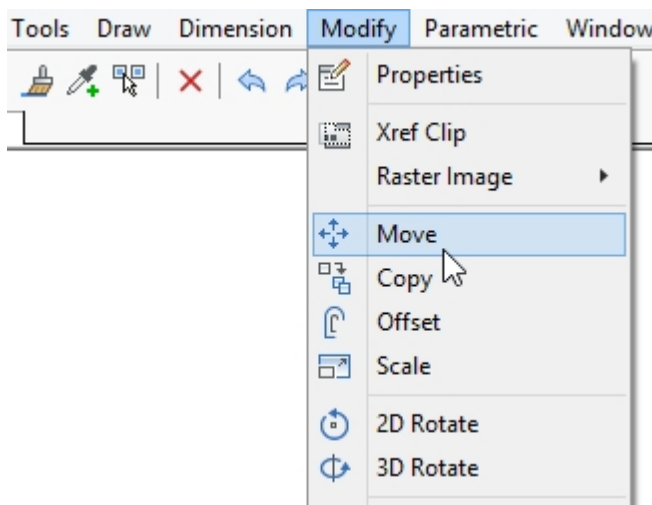 Tools Draw Dimension Modify Parametric Window
Properties
Xref Clip
Raster Image
Move
Copy
Offset
Scale
2D Rotate
3D Rotate